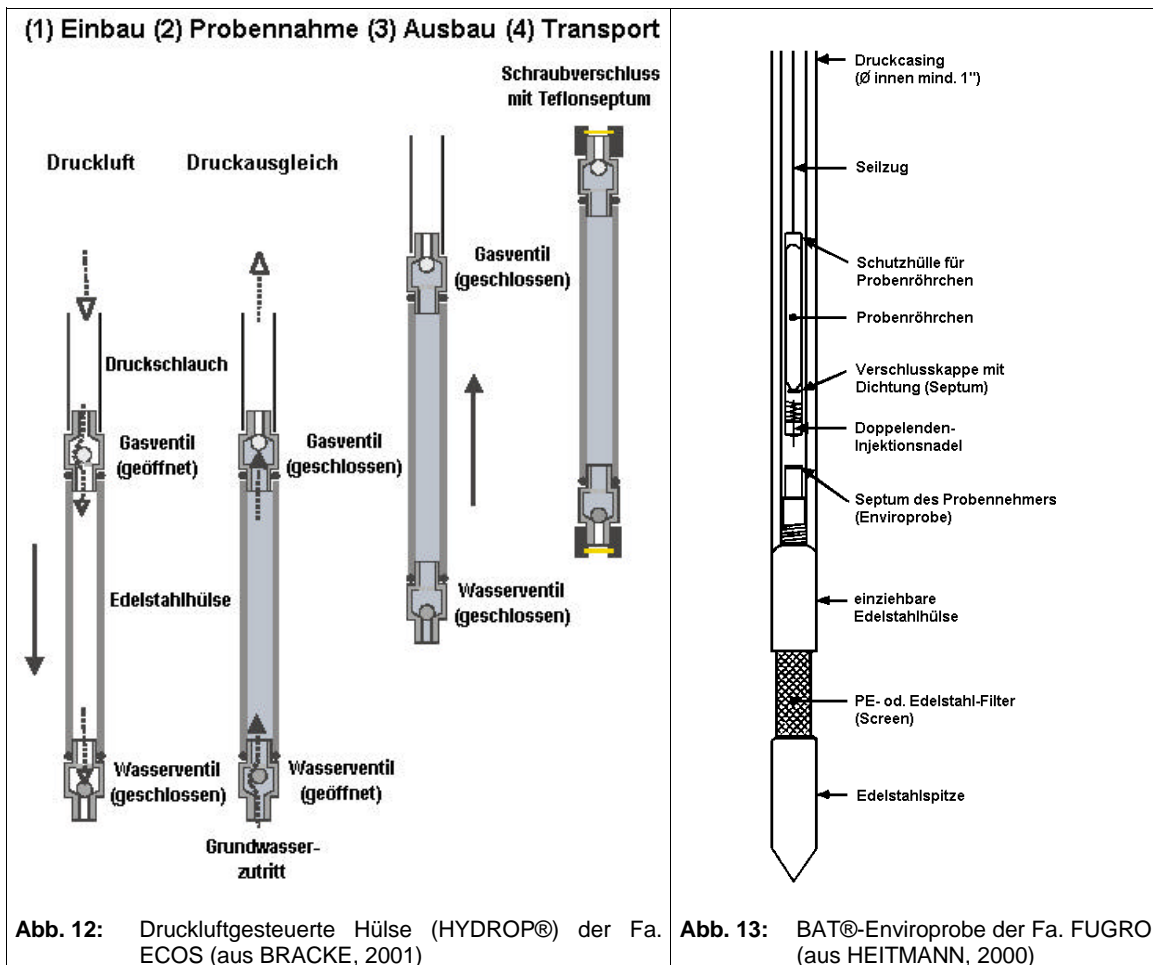 (1) Einbau (2) Probennahme (3) Ausbau (4) Transport
Schraubverschluss
mit Teflonseptum
Druckluft
Druckausgleich
Gasventil
(geschlossen)
Druckschlauch
Gasventil
(geöffnet)
Gasventil
(geschlossen)
Edelstahlhülse
Wasserventil
(geschlossen)
Wasserventil
(geschlossen)
Wasserventil
(geöffnet)
Grundwasser-
zutritt
Abb. 12: Druckluftgesteuerte Hülse (HYDROP®) der Fa.
ECOS (aus BRACKE, 2001)
Druckcasing
(Ø innen mind. 1")
Seilzug
Schutzhülle für
Probenröhrchen
Probenröhrchen
Verschlusskappe mit
Dichtung (Septum)
Doppelenden-
Injektionsnadel
Septum des Probennehmers
(Enviroprobe)
einziehbare
Edelstahlhülse
PE- od. Edelstahl-Filter
(Screen)
Edelstahlspitze
Abb. 13: BAT®-Enviroprobe der Fa. FUGRO
(aus HEITMANN, 2000)